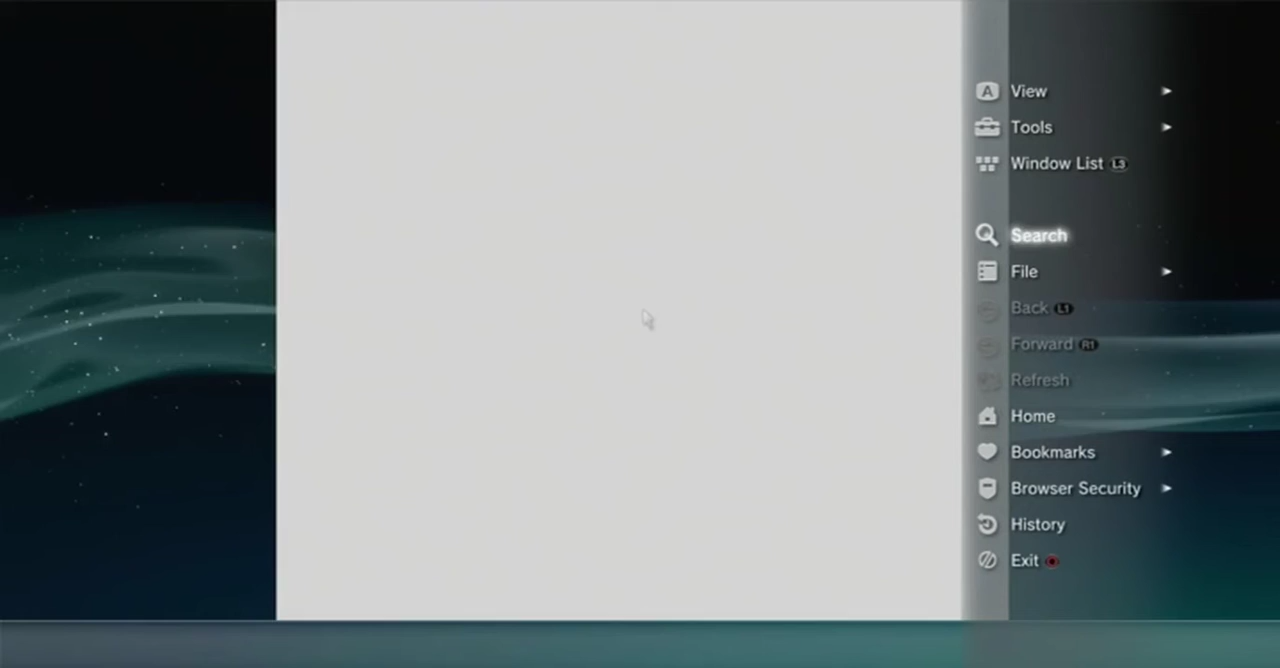 View
Tools
Window List L3
Search
File
Back L1
Forward R1
Refresh
Home
Bookmarks
Browser Security
History
Exit